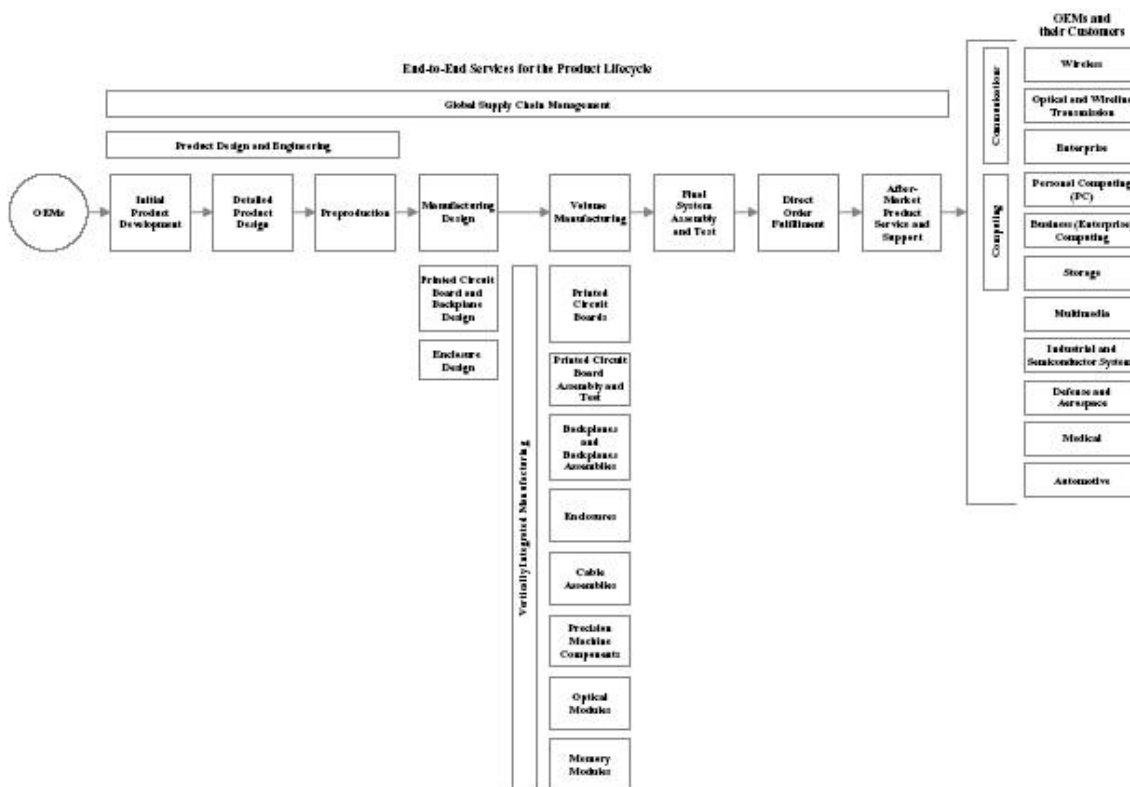 OEMs and
their Customers
End-to-End Services for the Product Lifecycle
Global Supply Chain Management
Product Design and Engineering
OEMs
Initial
Product
Development
Detailed
Product
Design
Preproduction
Manufacturing
Design
Volume
Manufacturing
Final
System
Assembly
and Test
Direct
Order
Fulfillment
After-
Market
Product
Service and
Support
Printed Circuit
Board and
Backplane
Design
Enclosure
Design
Vertically Integrated Manufacturing
Printed
Circuit
Boards
Printed Circuit
Board
Assembly and
Test
Backplanes and
Backplanes
Assemblies
Enclosures
Cable
Assemblies
Precision
Machine
Components
Optical
Modules
Memory
Modules
Communications
Computing
Wireless
Optical and Wireline
Transmission
Enterprise
Personal Computing
(PC)
Business (Enterprise)
Computing
Storage
Multimedia
Industrial and
Semiconductor System
Defense and
Aerospace
Medical
Automotive